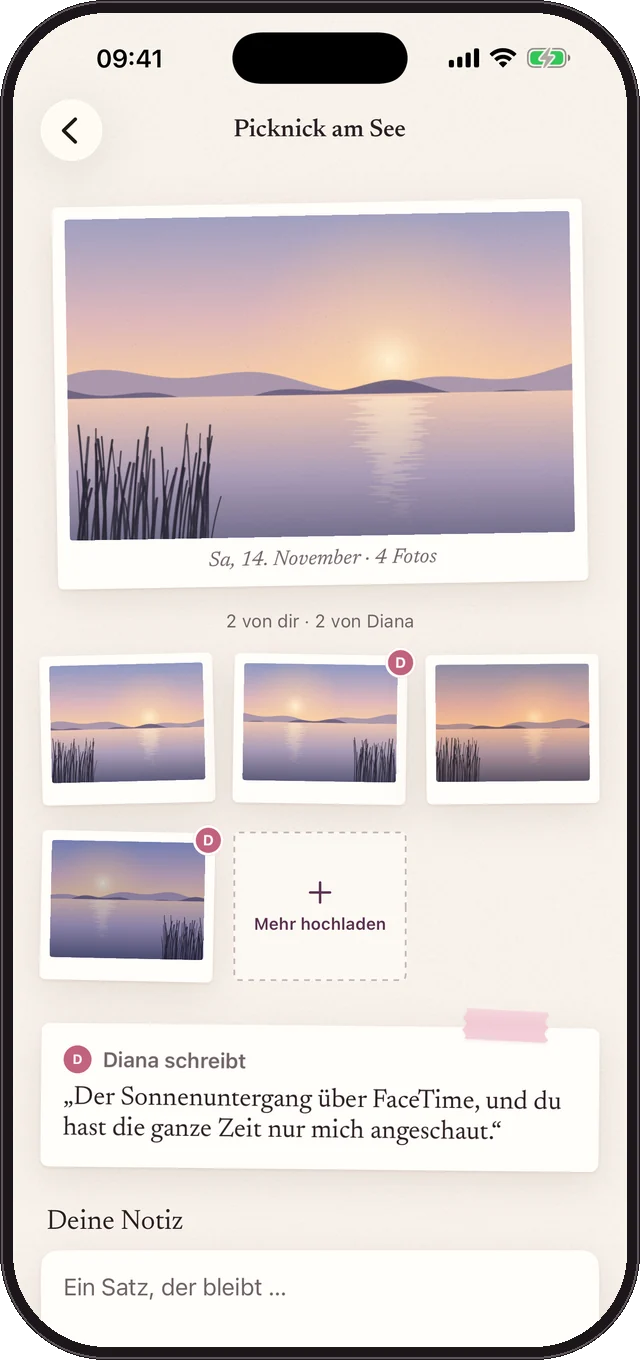 09:41
Picknick am See
Sa, 14. November · 4 Fotos
2 von dir · 2 von Diana
D
D
Mehr hochladen
D Diana schreibt
„Der Sonnenuntergang über FaceTime, und du
hast die ganze Zeit nur mich angeschaut.“
Deine Notiz
Ein Satz, der bleibt ...